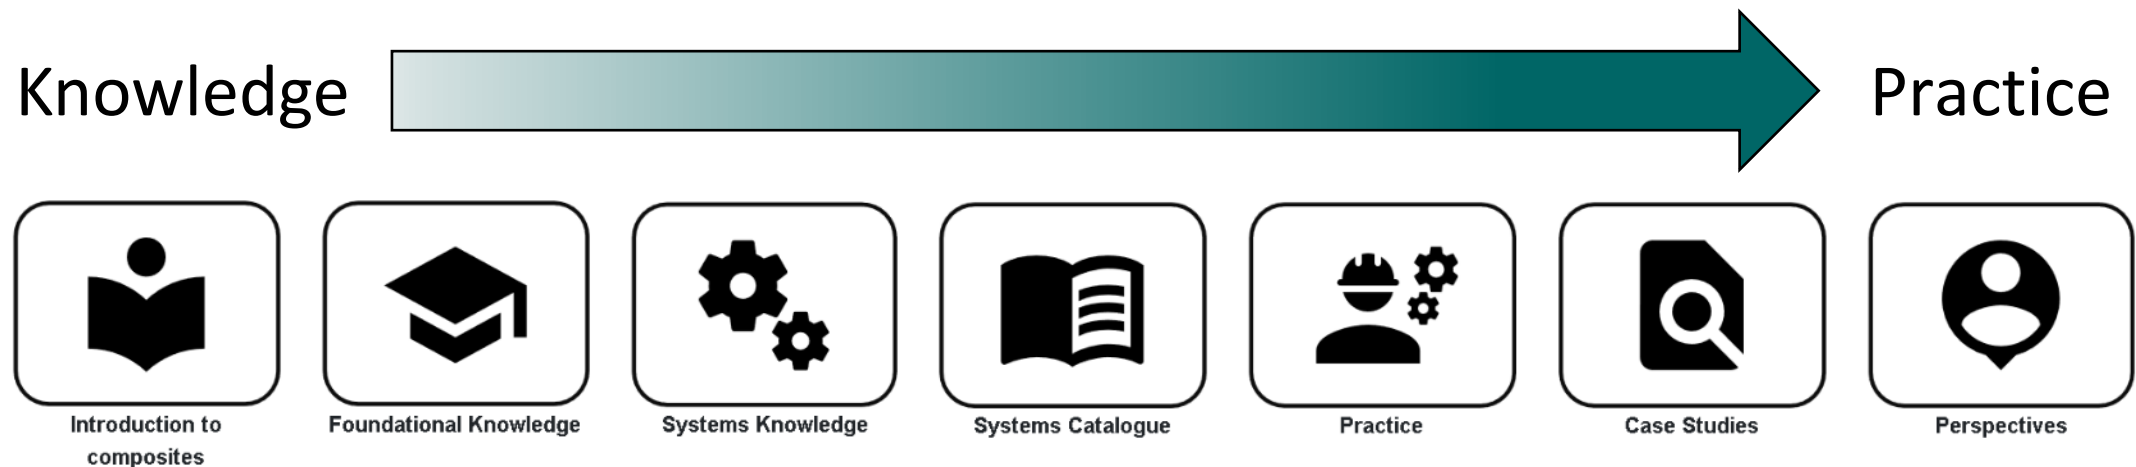 Knowledge
Practice
Introduction to
composites
Foundational Knowledge
Systems Knowledge
Systems Catalogue
Practice
Case Studies
Perspectives